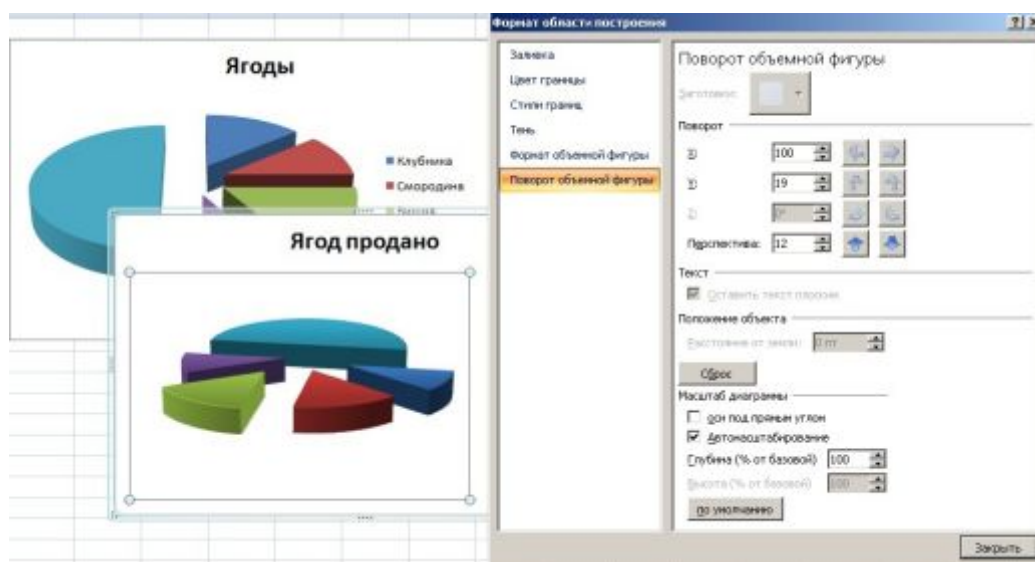 Ягоды
Клубника
Смородина
Ягод продано
Формат области построения
Заливка
Цвет границы
Стили границ
Тень
Формат объемной фигуры
Поворот объемной фигуры
Поворот объемной фигуры
Заготовки:
Поворот
X: 100
Y: 19
Z: 0°
Перспектива: 12
Текст
Оставить текст плоским
Положение объекта
Расстояние от земли: 0 пт
Сброс
Масштаб диаграммы
оси под прямым углом
Автомасштабирование
Глубина (% от базовой) 100
Высота (% от базовой) 100
по умолчанию
Закрыть